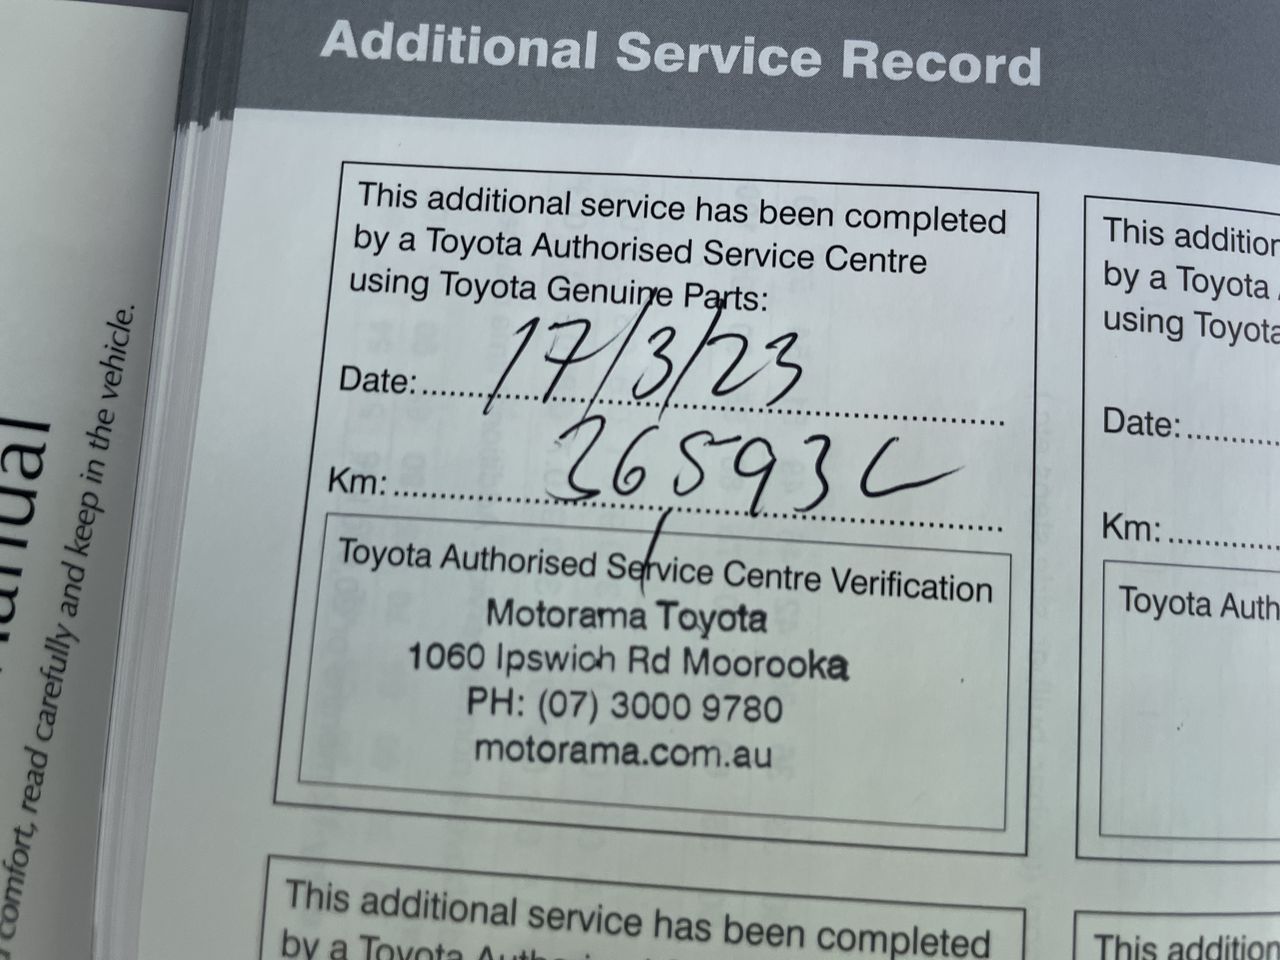 Additional Service Record
This additional service has been completed
by a Toyota Authorised Service Centre
using Toyota Genuine Parts:
Date: 17/3/23
Km: 26593
Toyota Authorised Service Centre Verification
Motorama Toyota
1060 Ipswich Rd Moorooka
PH: (07) 3000 9780
motorama.com.au
This addition
by a Toyota
using Toyota
Date:
Km:
Toyota Auth
This additional service has been completed
by a Toyota
This addition
comfort, read carefully and keep in the vehicle.